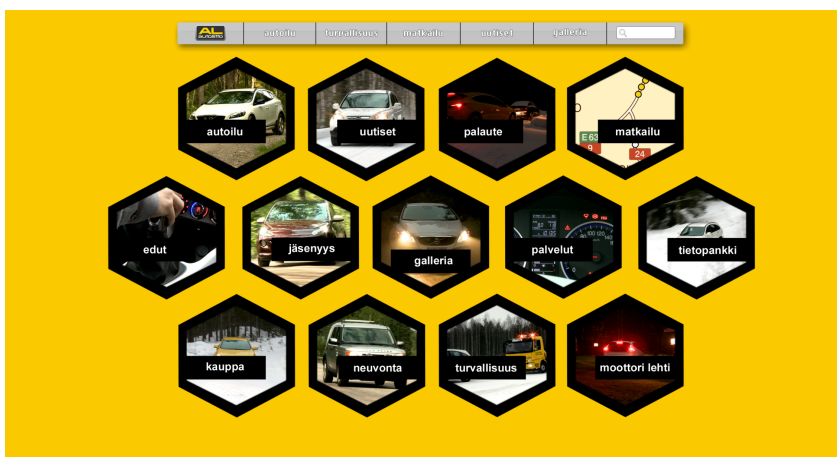 AL
autoilu
turvallisuus
matkailu
uutiset
galleria
autoilu
uutiset
palaute
matkailu
E 63
9
24
edut
jäsenyys
galleria
palvelut
tietopankki
kauppa
neuvonta
turvallisuus
moottori lehti